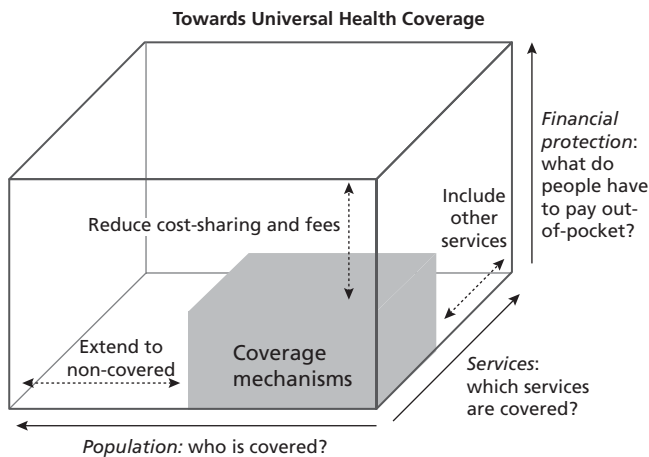 Towards Universal Health Coverage
Financial
protection:
what do
people have
to pay out-
of-pocket?
Include
other
services
Reduce cost-sharing and fees
Extend to
non-covered
Coverage
mechanisms
Services:
which services
are covered?
Population: who is covered?